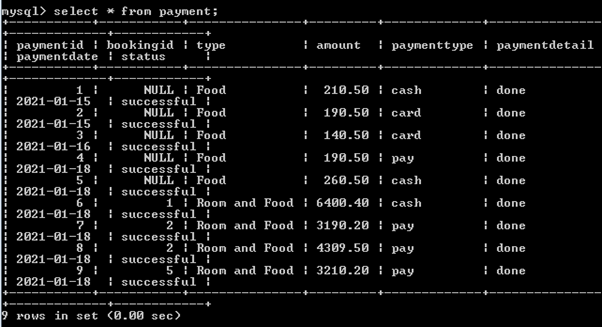 mysql> select * from payment;
+-----------+-----------+---------------+---------+-------------+---------------
+-------------+------------+
| paymentid | bookingid | type          | amount  | paymenttype | paymentdetail
| paymentdate | status     |
+-----------+-----------+---------------+---------+-------------+---------------
+-------------+------------+
|         1 |      NULL | Food          |  210.50 | cash        | done
| 2021-01-15  | successful |
|         2 |      NULL | Food          |  190.50 | card        | done
| 2021-01-15  | successful |
|         3 |      NULL | Food          |  140.50 | card        | done
| 2021-01-16  | successful |
|         4 |      NULL | Food          |  190.50 | pay         | done
| 2021-01-18  | successful |
|         5 |      NULL | Food          |  260.50 | cash        | done
| 2021-01-18  | successful |
|         6 |         1 | Room and Food | 6400.40 | cash        | done
| 2021-01-18  | successful |
|         7 |         2 | Room and Food | 3190.20 | pay         | done
| 2021-01-18  | successful |
|         8 |         2 | Room and Food | 4309.50 | pay         | done
| 2021-01-18  | successful |
|         9 |         5 | Room and Food | 3210.20 | pay         | done
| 2021-01-18  | successful |
+-----------+-----------+---------------+---------+-------------+---------------
+-------------+------------+
9 rows in set (0.00 sec)